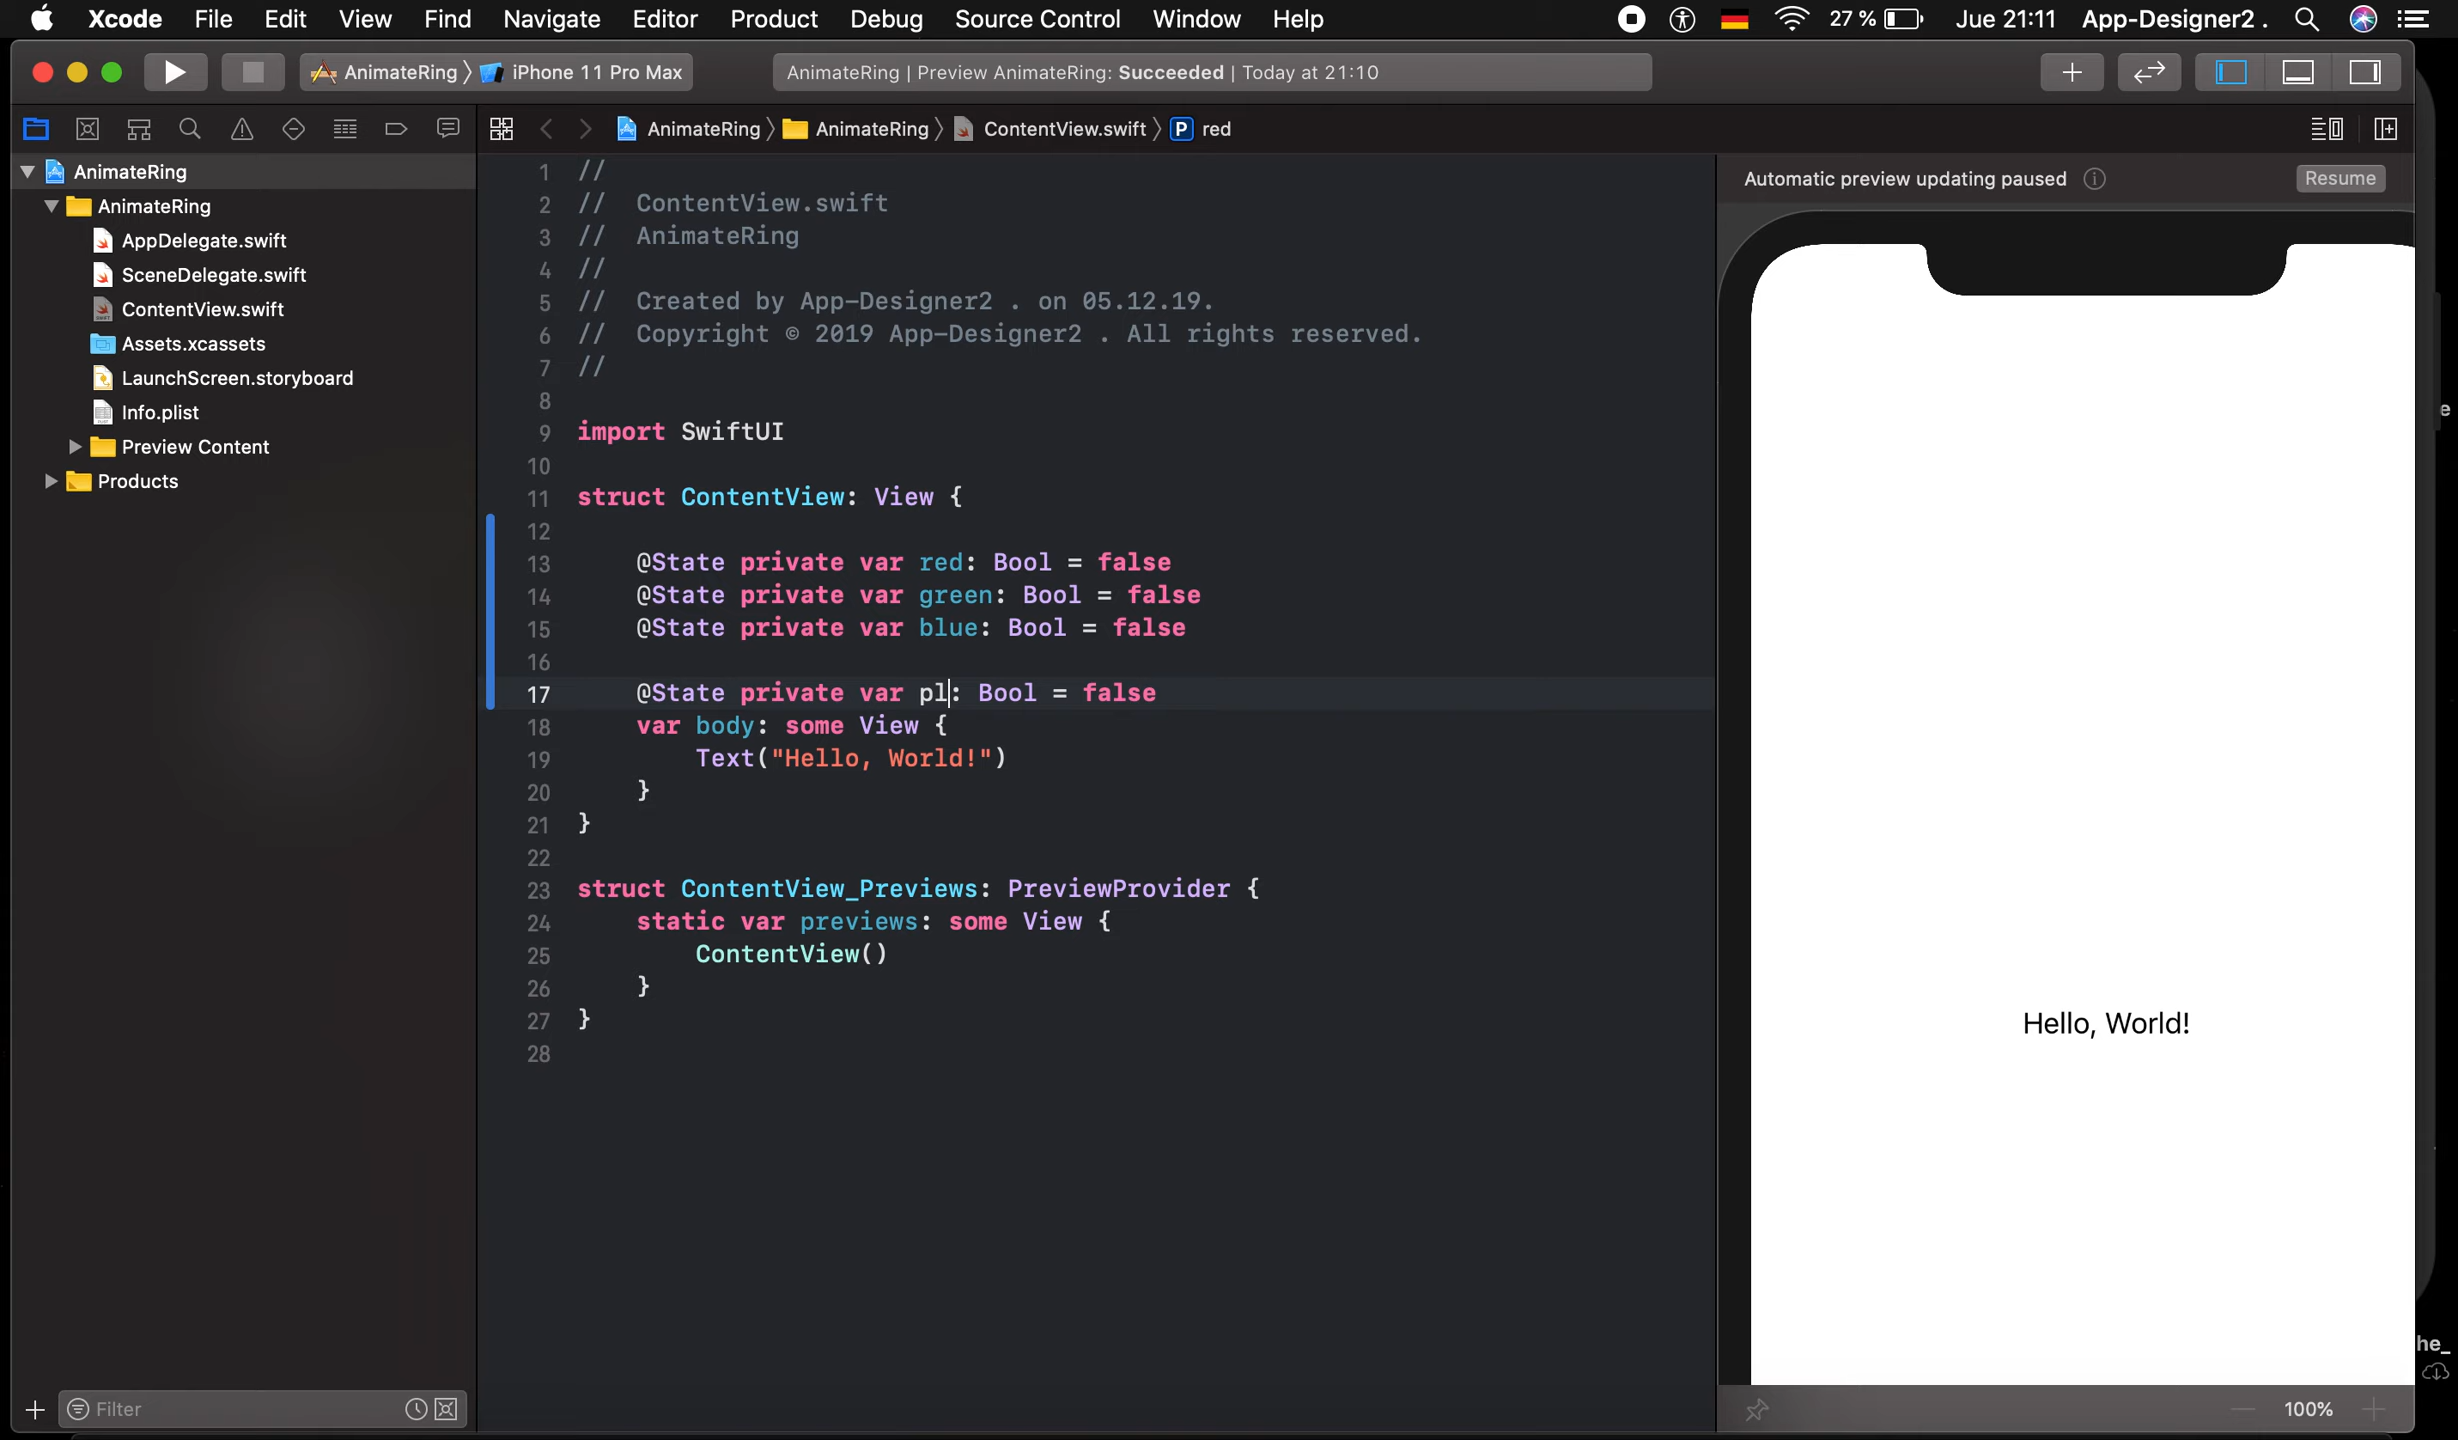 Xcode File Edit View Find Navigate Editor Product Debug Source Control Window Help 27 % Jue 21:11 App-Designer2 .
AnimateRing 〉 iPhone 11 Pro Max AnimateRing | Preview AnimateRing: Succeeded | Today at 21:10
AnimateRing 〉 AnimateRing 〉 ContentView.swift 〉 P red
AnimateRing
AnimateRing
AppDelegate.swift
SceneDelegate.swift
ContentView.swift
Assets.xcassets
LaunchScreen.storyboard
Info.plist
Preview Content
Products
Filter
1 //
2 //  ContentView.swift
3 //  AnimateRing
4 //
5 //  Created by App-Designer2 . on 05.12.19.
6 //  Copyright © 2019 App-Designer2 . All rights reserved.
7 //
8
9 import SwiftUI
10
11 struct ContentView: View {
12
13     @State private var red: Bool = false
14     @State private var green: Bool = false
15     @State private var blue: Bool = false
16
17     @State private var pl: Bool = false
18     var body: some View {
19         Text("Hello, World!")
20     }
21 }
22
23 struct ContentView_Previews: PreviewProvider {
24     static var previews: some View {
25         ContentView()
26     }
27 }
28
Automatic preview updating paused Resume
Hello, World!
100%
e
he_